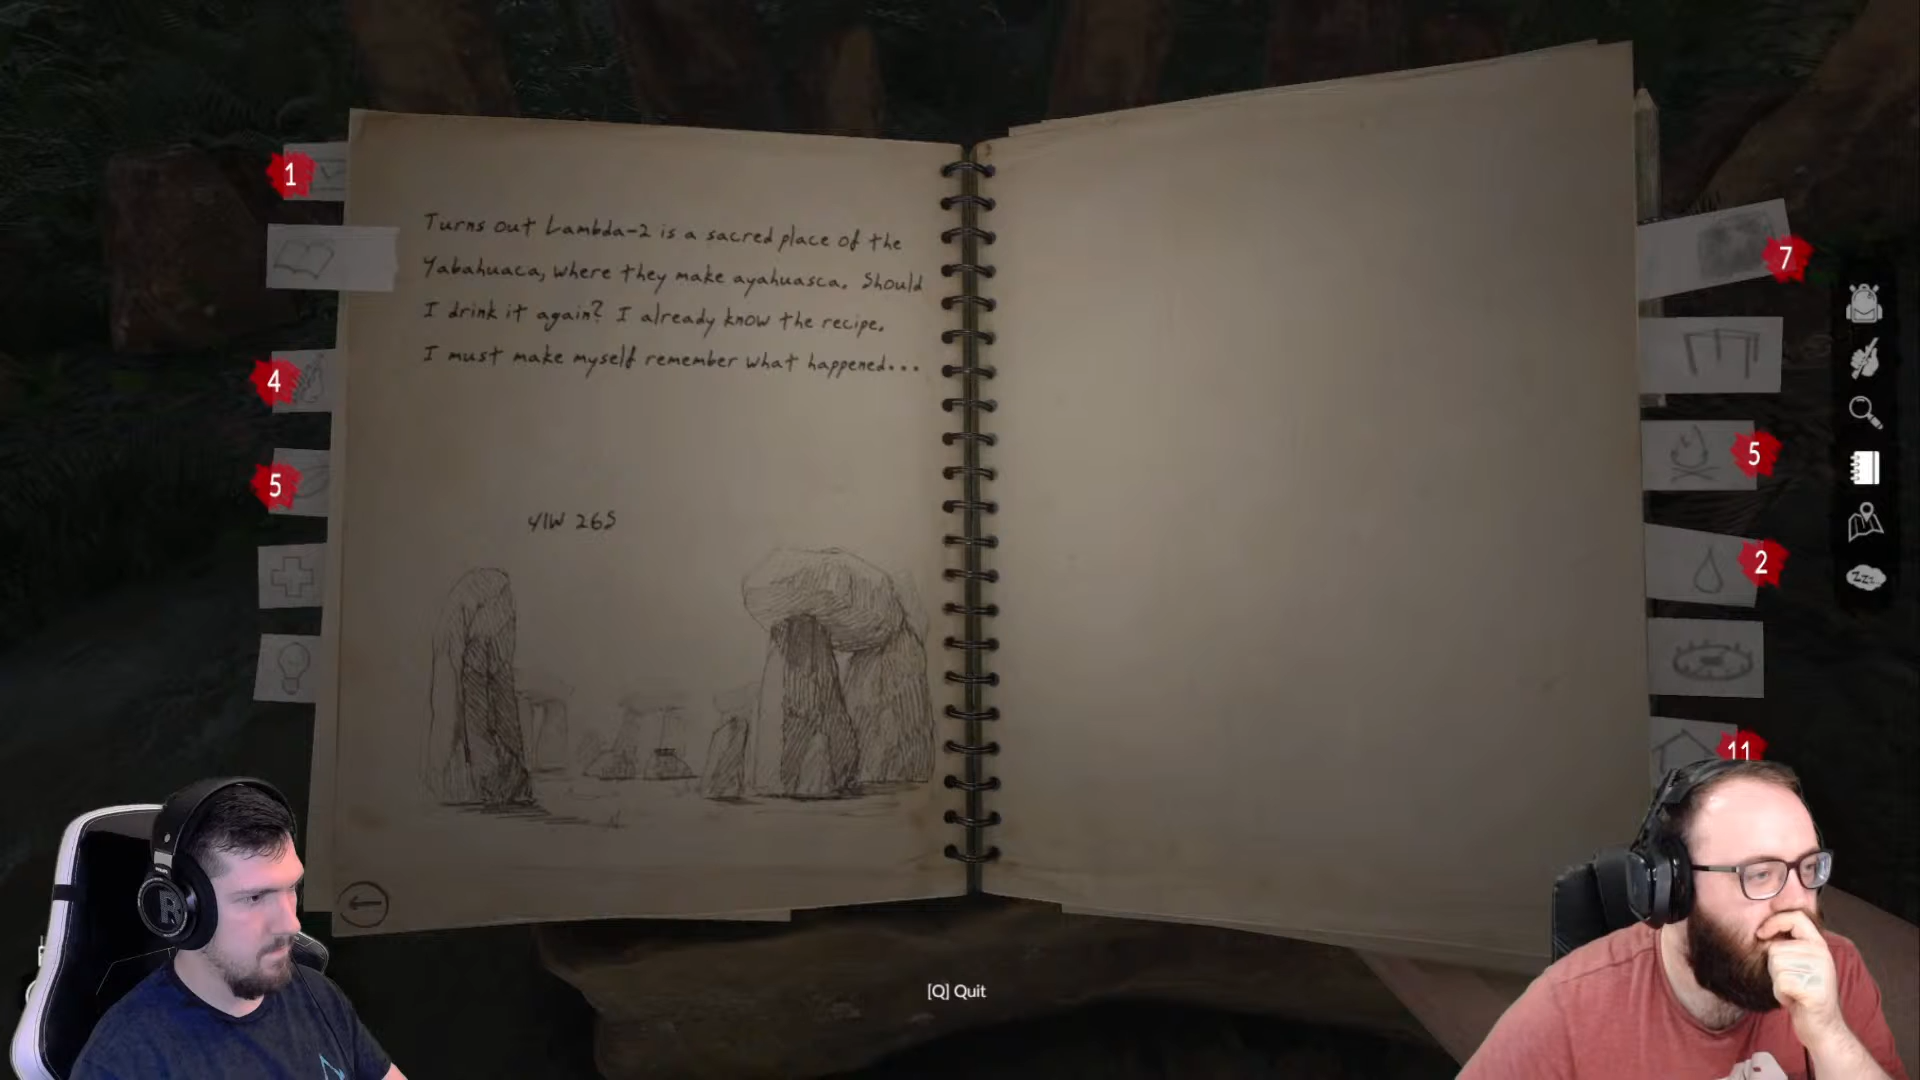 Turns out Lambda-2 is a sacred place of the
Yabahuaca, where they make ayahuasca. Should
I drink it again? I already know the recipe.
I must make myself remember what happened...
41W 26S
1
4
5
7
5
2
11
Zzz
[Q] Quit